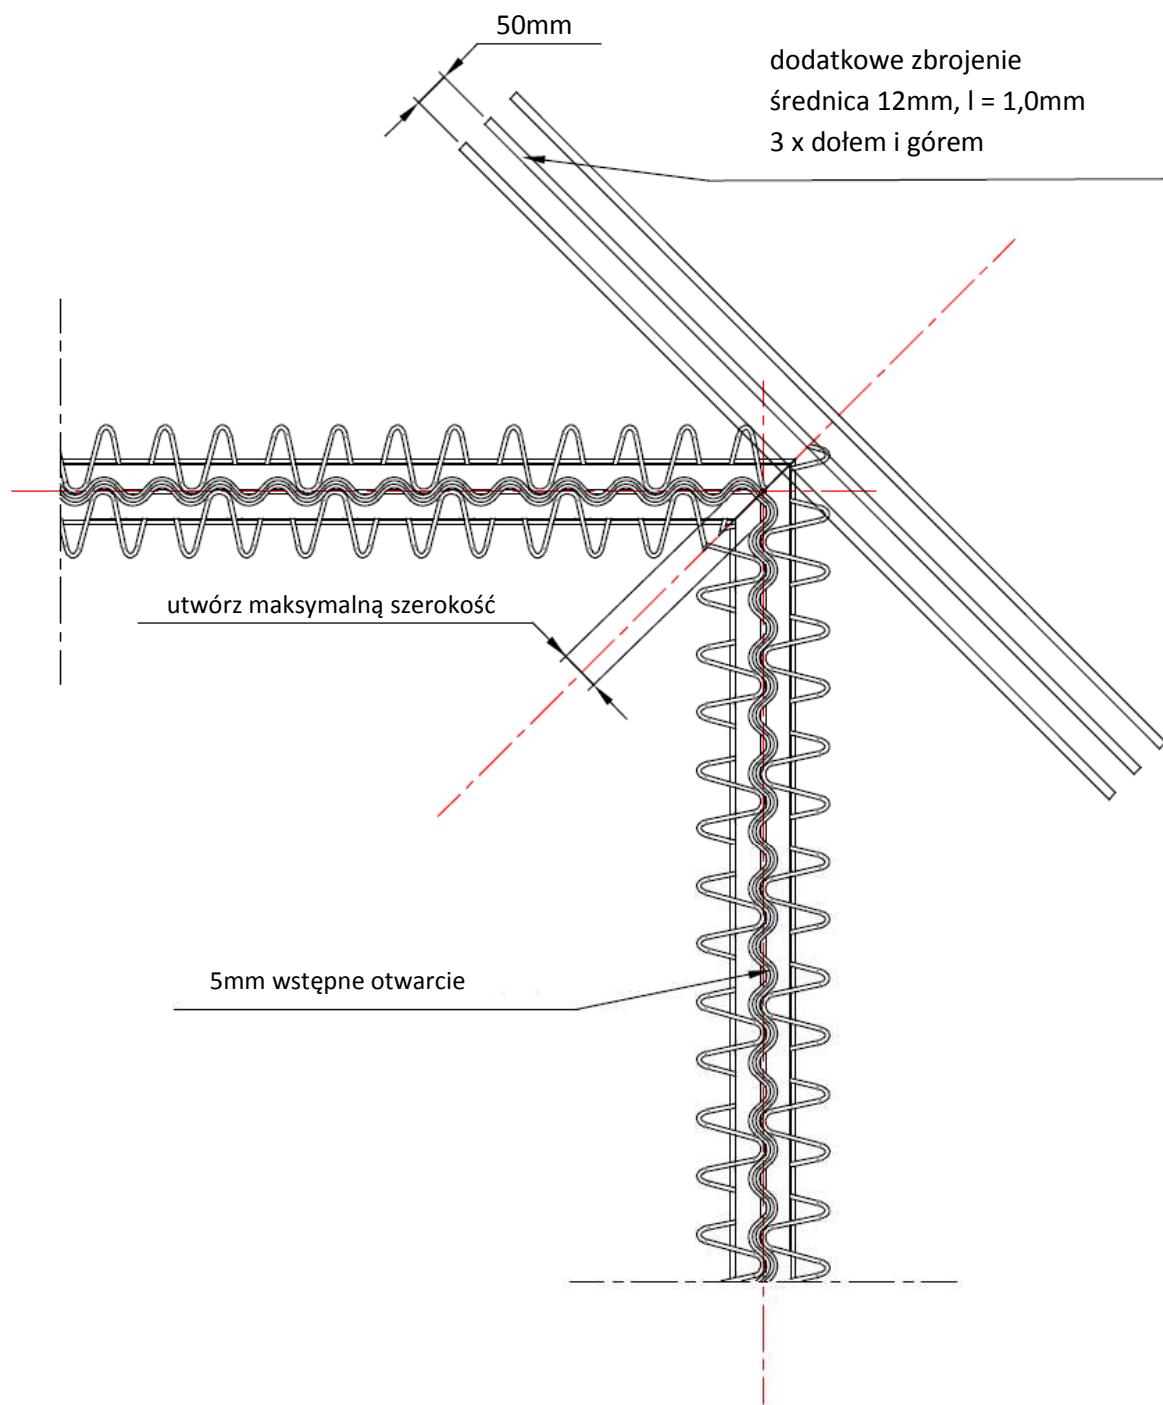 50mm
dodatkowe zbrojenie
średnica 12mm, l = 1,0mm
3 x dołem i górem
utwórz maksymalną szerokość
5mm wstępne otwarcie